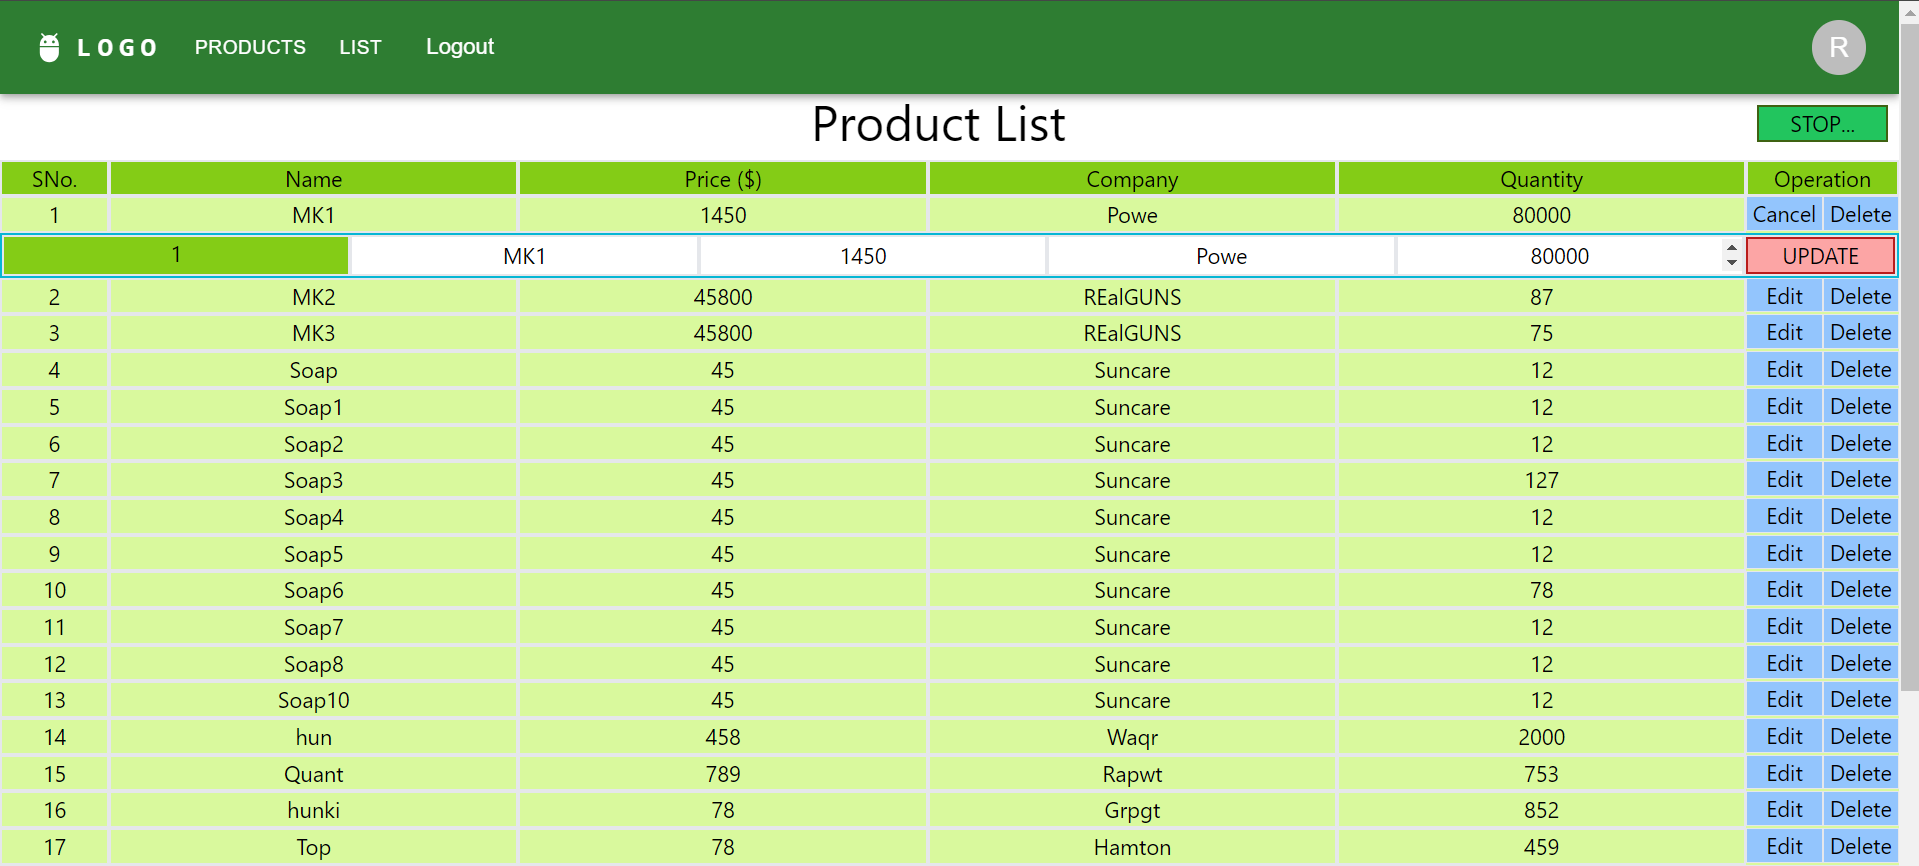 LOGO PRODUCTS LIST Logout R
Product List STOP...
SNo. Name Price ($) Company Quantity Operation
1 MK1 1450 Powe 80000 Cancel Delete
1 MK1 1450 Powe 80000 UPDATE
2 MK2 45800 REalGUNS 87 Edit Delete
3 MK3 45800 REalGUNS 75 Edit Delete
4 Soap 45 Suncare 12 Edit Delete
5 Soap1 45 Suncare 12 Edit Delete
6 Soap2 45 Suncare 12 Edit Delete
7 Soap3 45 Suncare 127 Edit Delete
8 Soap4 45 Suncare 12 Edit Delete
9 Soap5 45 Suncare 12 Edit Delete
10 Soap6 45 Suncare 78 Edit Delete
11 Soap7 45 Suncare 12 Edit Delete
12 Soap8 45 Suncare 12 Edit Delete
13 Soap10 45 Suncare 12 Edit Delete
14 hun 458 Waqr 2000 Edit Delete
15 Quant 789 Rapwt 753 Edit Delete
16 hunki 78 Grpgt 852 Edit Delete
17 Top 78 Hamton 459 Edit Delete